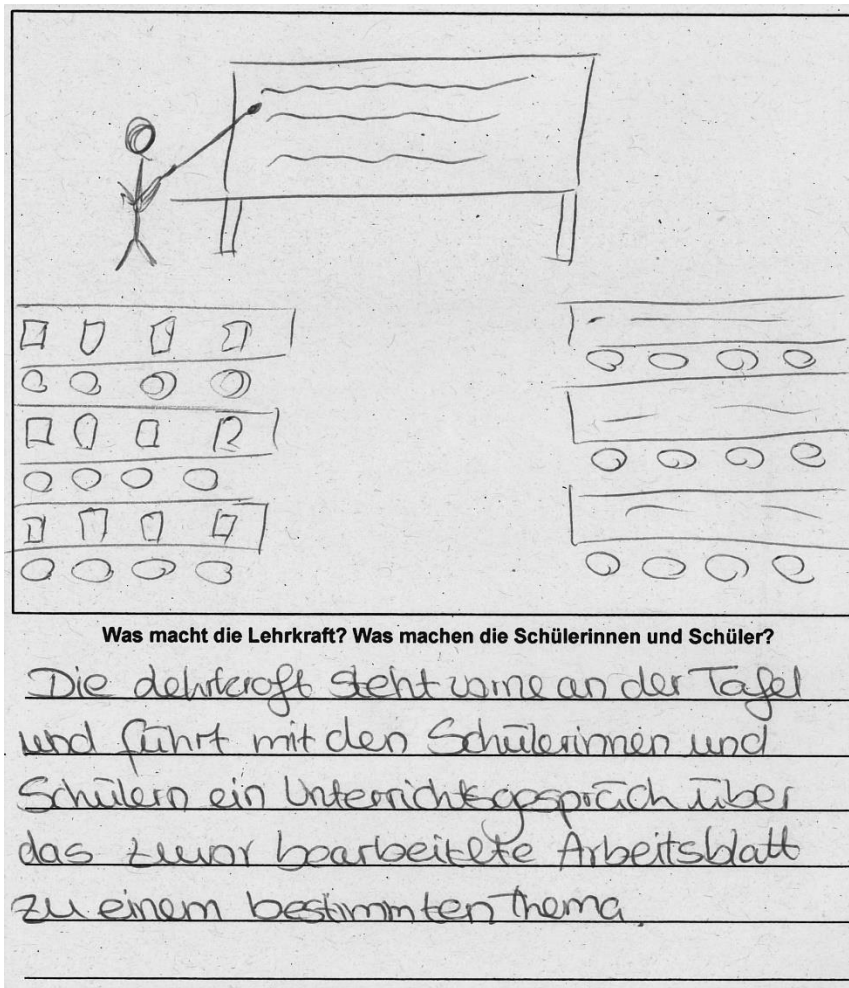 Was macht die Lehrkraft? Was machen die Schülerinnen und Schüler?
Die Lehrkraft steht vorne an der Tafel
und führt mit den Schülerinnen und
Schülern ein Unterrichtsgespräch über
das zuvor bearbeitete Arbeitsblatt
zu einem bestimmten Thema.